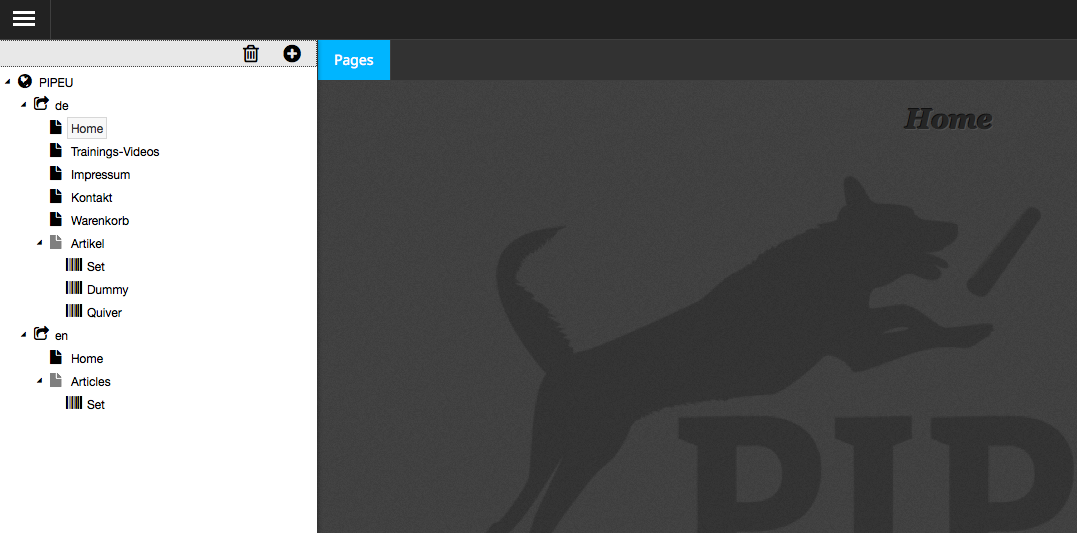 Pages
PIPEU
de
Home
Trainings-Videos
Impressum
Kontakt
Warenkorb
Artikel
Set
Dummy
Quiver
en
Home
Articles
Set
Home
PIP